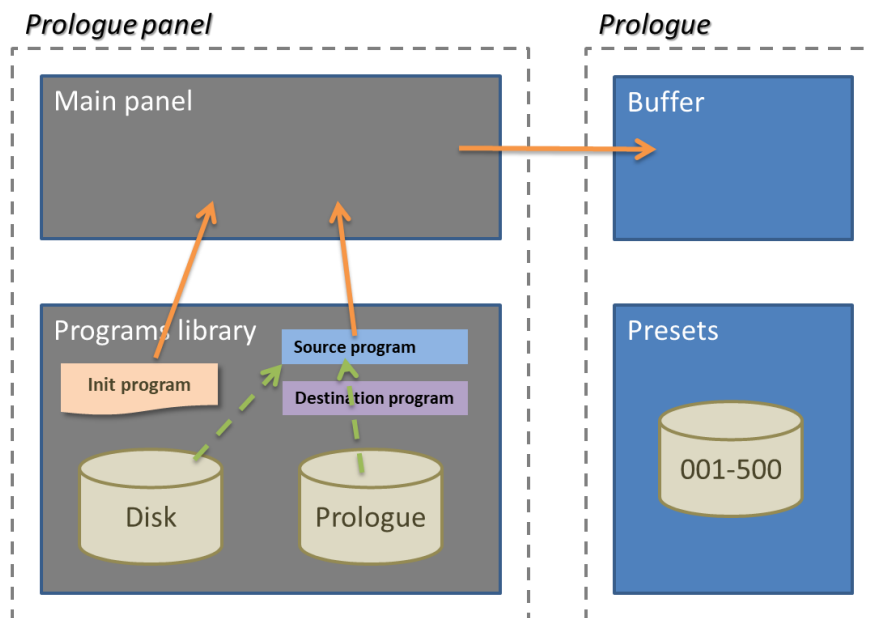 Prologue panel
Prologue
Main panel
Buffer
Programs library
Source program
Init program
Destination program
Disk
Prologue
Presets
001-500